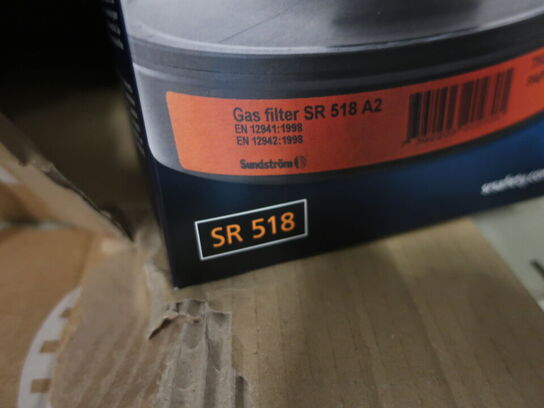 Gas filter SR 518 A2
EN 12941:1998
EN 12942:1998
Sundström
SR 518